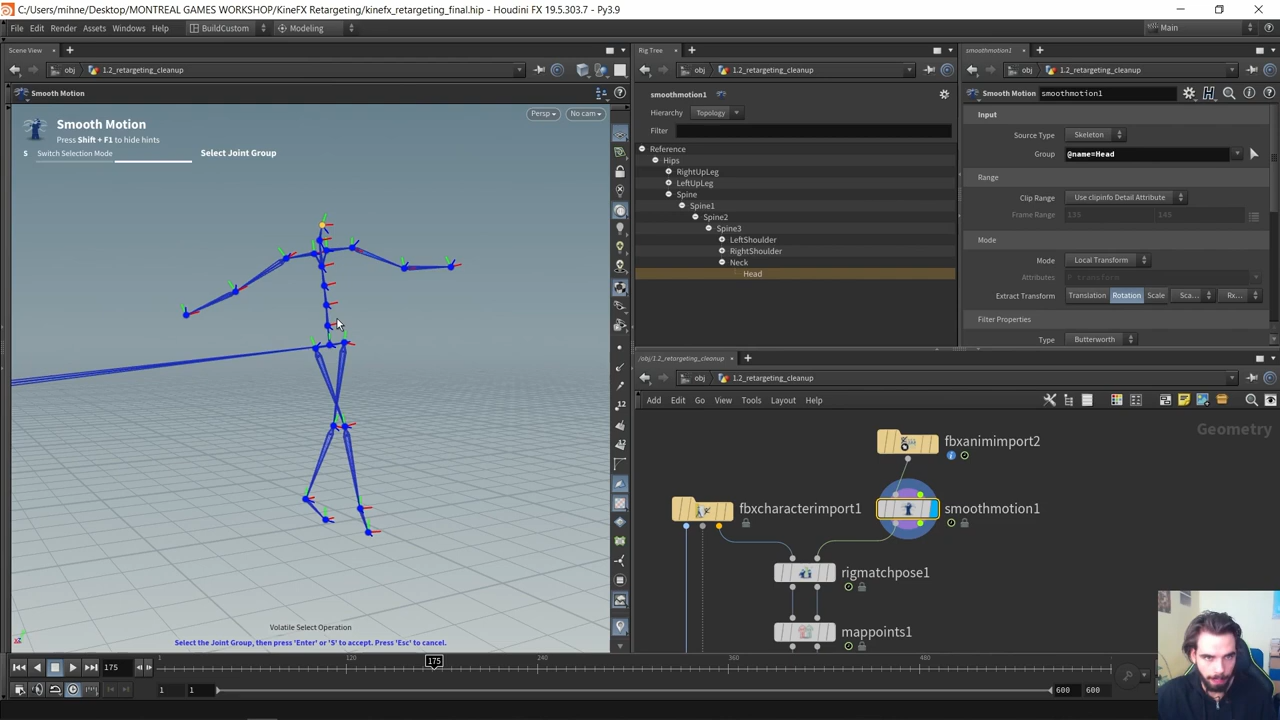 C:/Users/mihne/Desktop/MONTREAL GAMES WORKSHOP/KineFX Retargeting/kinefx_retargeting_final.hip - Houdini FX 19.5.303.7 - Py3.9
File Edit Render Assets Windows Help BuildCustom Modeling Main
Scene View
obj 1.2_retargeting_cleanup
Smooth Motion
Smooth Motion
Press Shift + F1 to hide hints
S Switch Selection Mode Select Joint Group
Persp No cam
Volatile Select Operation
Select the Joint Group, then press 'Enter' or 'S' to accept. Press 'Esc' to cancel.
Rig Tree
obj 1.2_retargeting_cleanup
smoothmotion1
Hierarchy Topology
Filter
Reference
Hips
RightUpLeg
LeftUpLeg
Spine
Spine1
Spine2
Spine3
LeftShoulder
RightShoulder
Neck
Head
smoothmotion1
obj 1.2_retargeting_cleanup
Smooth Motion smoothmotion1
Input
Source Type Skeleton
Group @name=Head
Range
Clip Range Use clipinfo Detail Attribute
Frame Range 135 145
Mode
Mode Local Transform
Attributes P transform
Extract Transform Translation Rotation Scale Sca... Rx...
Filter Properties
Type Butterworth
/obj/1.2_retargeting_cleanup
obj 1.2_retargeting_cleanup
Add Edit Go View Tools Layout Help
Geometry
fbxanimimport2
fbxcharacterimport1
smoothmotion1
rigmatchpose1
mappoints1
175 1 120 175 240 360 480
1 1 600 600